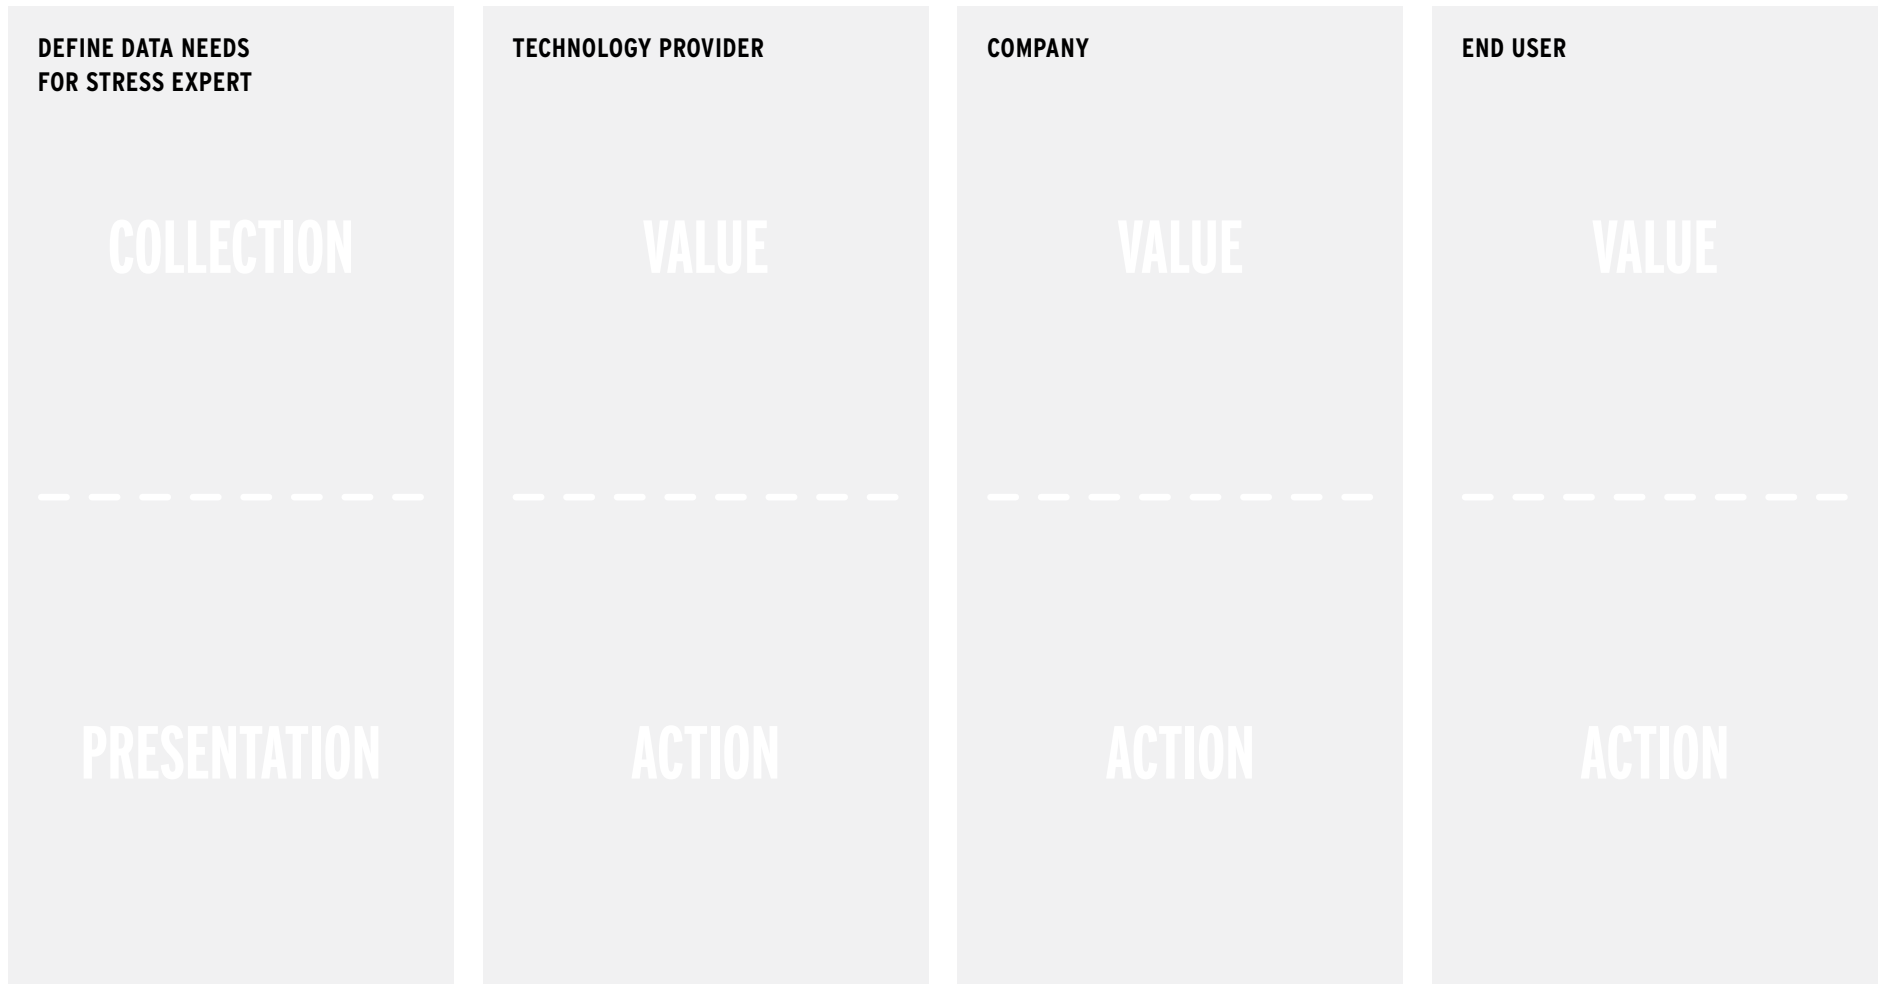 DEFINE DATA NEEDS
FOR STRESS EXPERT
COLLECTION
PRESENTATION
TECHNOLOGY PROVIDER
VALUE
ACTION
COMPANY
VALUE
ACTION
END USER
VALUE
ACTION